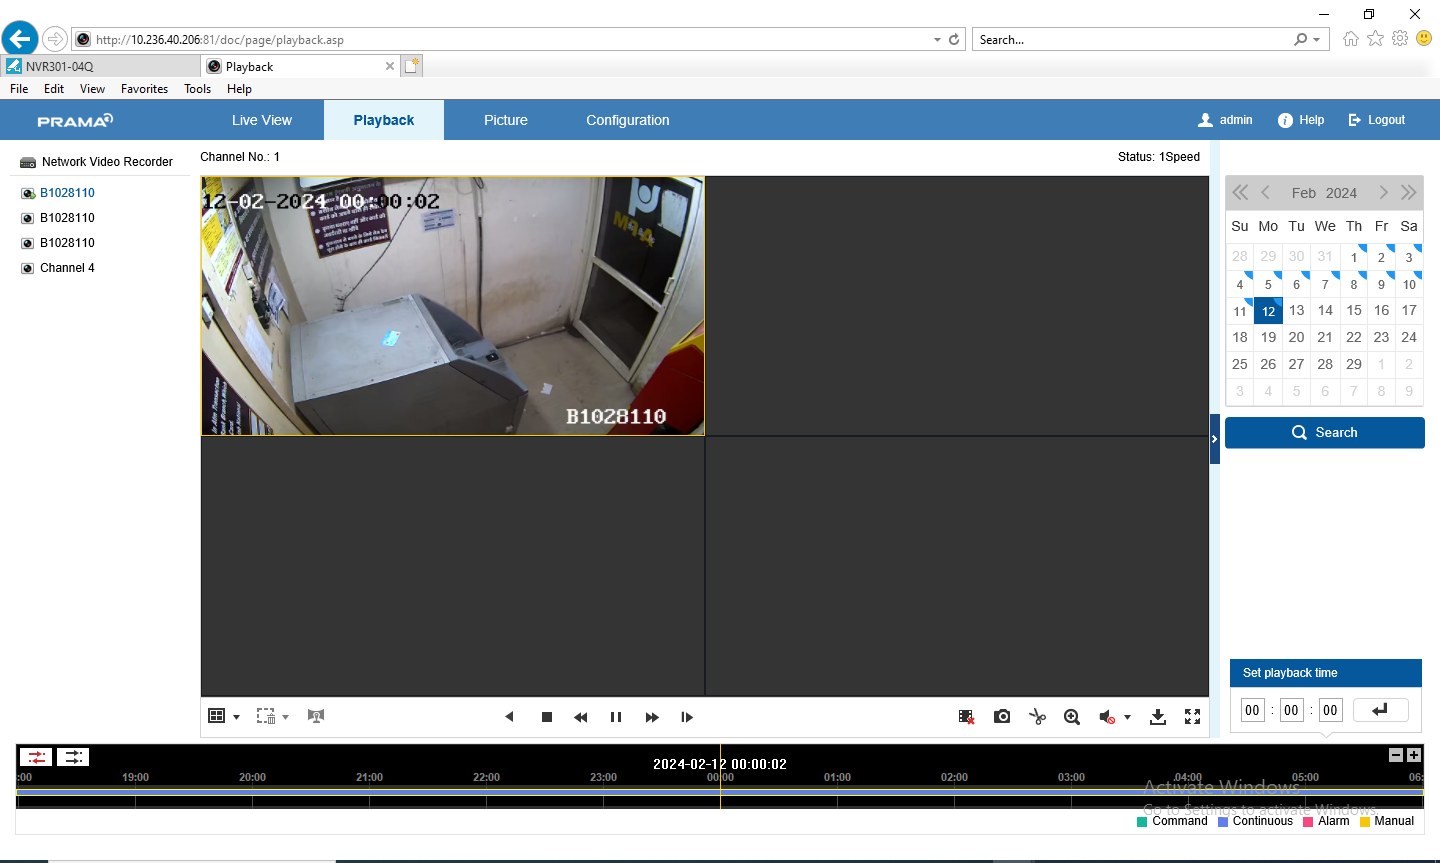 http://10.236.40.206:81/doc/page/playback.asp
Search...
NVR301-04Q
Playback
File Edit View Favorites Tools Help
PRAMA
Live View
Playback
Picture
Configuration
admin
Help
Logout
Network Video Recorder
B1028110
B1028110
B1028110
Channel 4
Channel No.: 1
Status: 1Speed
12-02-2024 00:00:02
B1028110
Feb 2024
Su Mo Tu We Th Fr Sa
28 29 30 31 1 2 3
4 5 6 7 8 9 10
11 12 13 14 15 16 17
18 19 20 21 22 23 24
25 26 27 28 29 1 2
3 4 5 6 7 8 9
Search
Set playback time
00 : 00 : 00
2024-02-12 00:00:02
:00 19:00 20:00 21:00 22:00 23:00 00:00 01:00 02:00 03:00 04:00 05:00 06:
Activate Windows
Go to Settings to activate Windows.
Command Continuous Alarm Manual